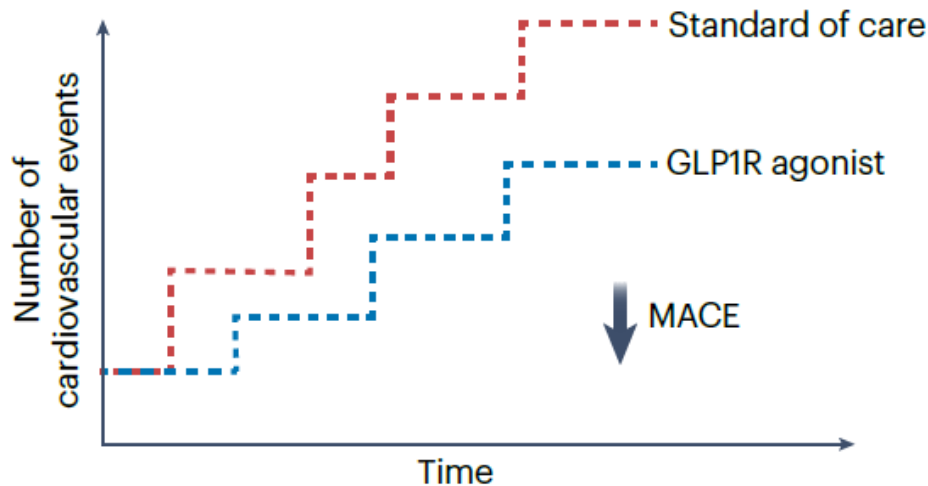 Standard of care
GLP1R agonist
MACE
Number of
cardiovascular events
Time